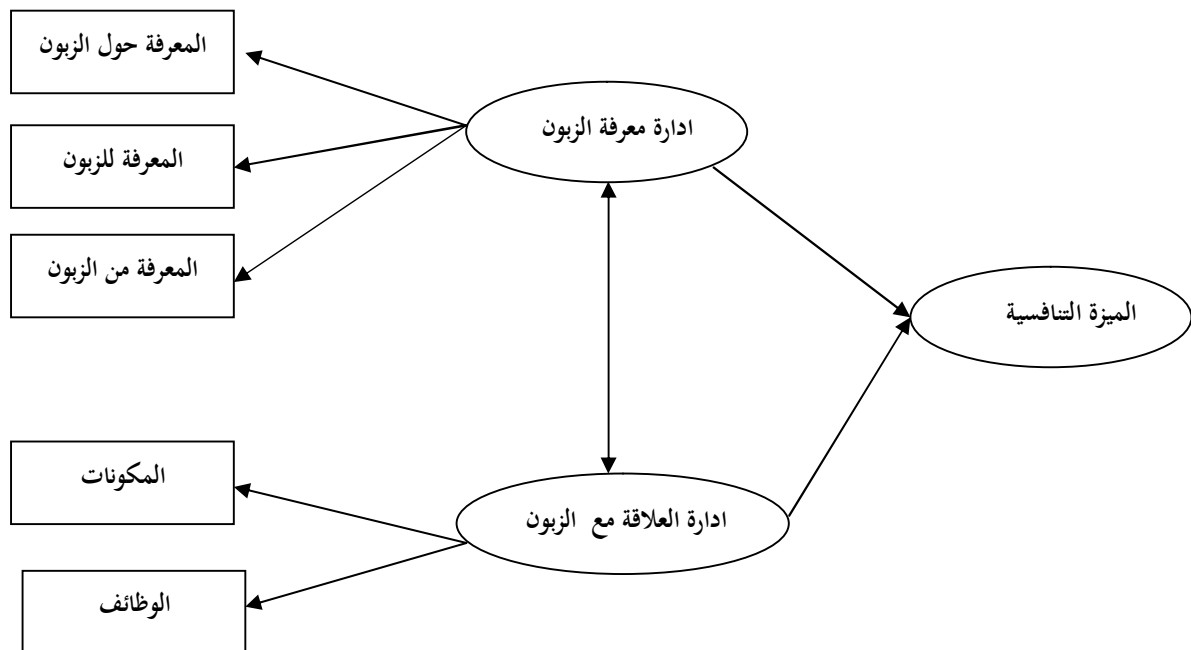 المعرفة حول الزبون
ادارة معرفة الزبون
المعرفة للزبون
المعرفة من الزبون
الميزة التنافسية
المكونات
ادارة العلاقة مع الزبون
الوظائف